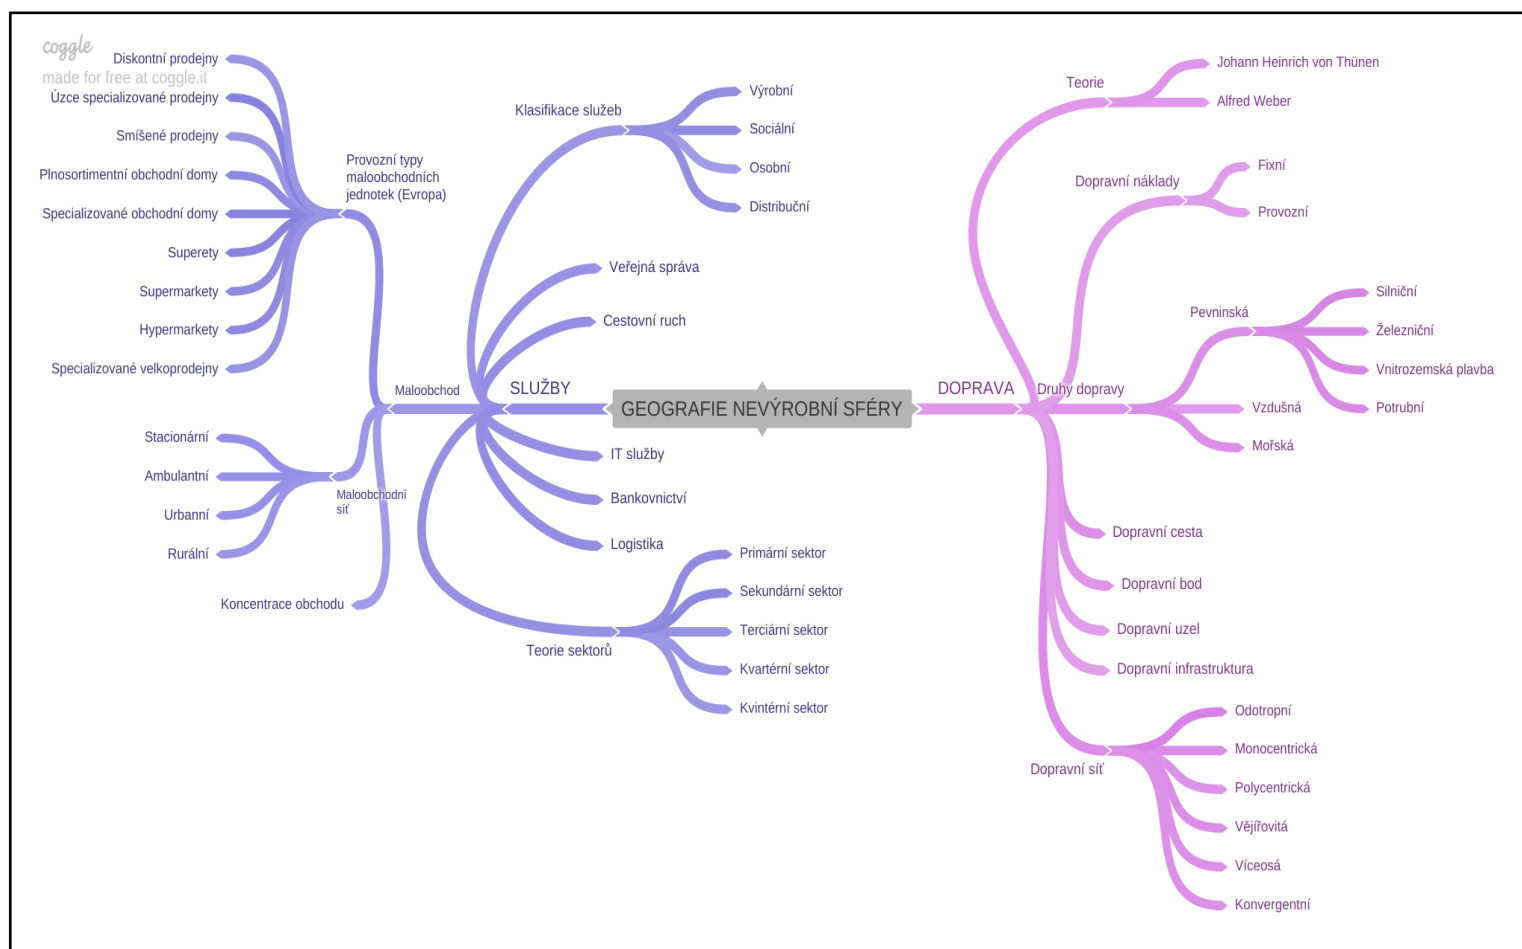 coggle
made for free at coggle.it
Diskontní prodejny
Úzce specializované prodejny
Smíšené prodejny
Plnosortimentní obchodní domy
Specializované obchodní domy
Superety
Supermarkety
Hypermarkety
Specializované velkoprodejny
Provozní typy
maloobchodních
jednotek (Evropa)
Maloobchod
Stacionární
Ambulantní
Urbanní
Rurální
Maloobchodní
síť
Koncentrace obchodu
SLUŽBY
Klasifikace služeb
Výrobní
Sociální
Osobní
Distribuční
Veřejná správa
Cestovní ruch
IT služby
Bankovnictví
Logistika
Teorie sektorů
Primární sektor
Sekundární sektor
Terciární sektor
Kvartérní sektor
Kvintérní sektor
GEOGRAFIE NEVÝROBNÍ SFÉRY
DOPRAVA
Teorie
Johann Heinrich von Thünen
Alfred Weber
Dopravní náklady
Fixní
Provozní
Druhy dopravy
Pevninská
Silniční
Železniční
Vnitrozemská plavba
Potrubní
Vzdušná
Mořská
Dopravní cesta
Dopravní bod
Dopravní uzel
Dopravní infrastruktura
Dopravní síť
Odotropní
Monocentrická
Polycentrická
Vějířovitá
Víceosá
Konvergentní